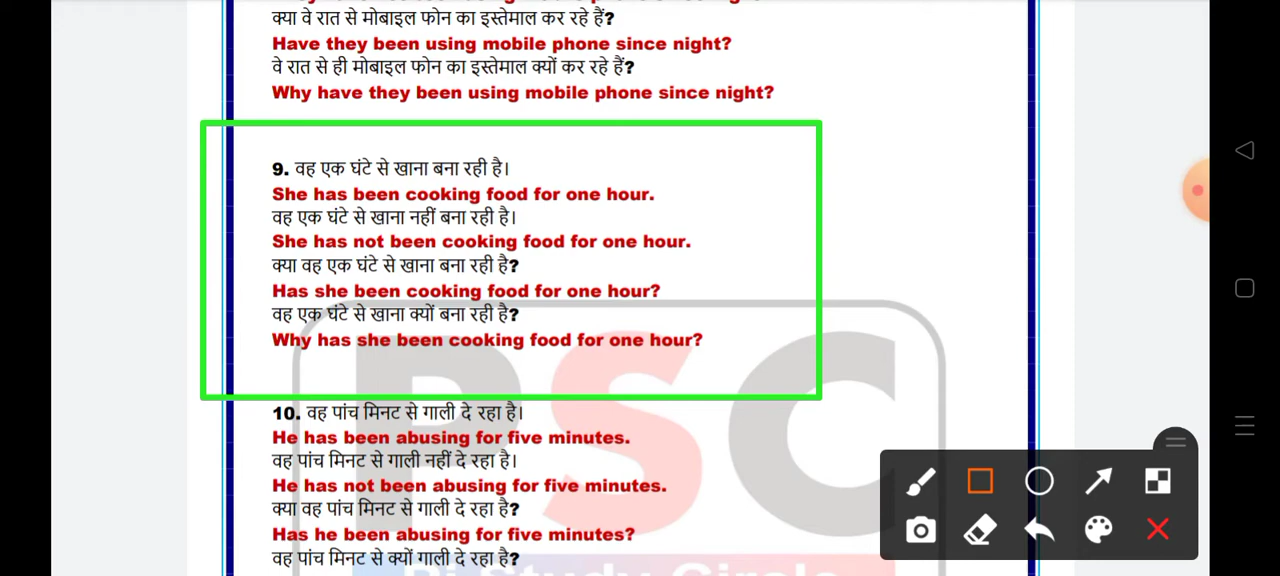 क्या वे रात से मोबाइल फोन का इस्तेमाल कर रहे हैं?
Have they been using mobile phone since night?
वे रात से ही मोबाइल फोन का इस्तेमाल क्यों कर रहे हैं?
Why have they been using mobile phone since night?
9. वह एक घंटे से खाना बना रही है।
She has been cooking food for one hour.
वह एक घंटे से खाना नहीं बना रही है।
She has not been cooking food for one hour.
क्या वह एक घंटे से खाना बना रही है?
Has she been cooking food for one hour?
वह एक घंटे से खाना क्यों बना रही है?
Why has she been cooking food for one hour?
PSC
10. वह पांच मिनट से गाली दे रहा है।
He has been abusing for five minutes.
वह पांच मिनट से गाली नहीं दे रहा है।
He has not been abusing for five minutes.
क्या वह पांच मिनट से गाली दे रहा है?
Has he been abusing for five minutes?
वह पांच मिनट से क्यों गाली दे रहा है?